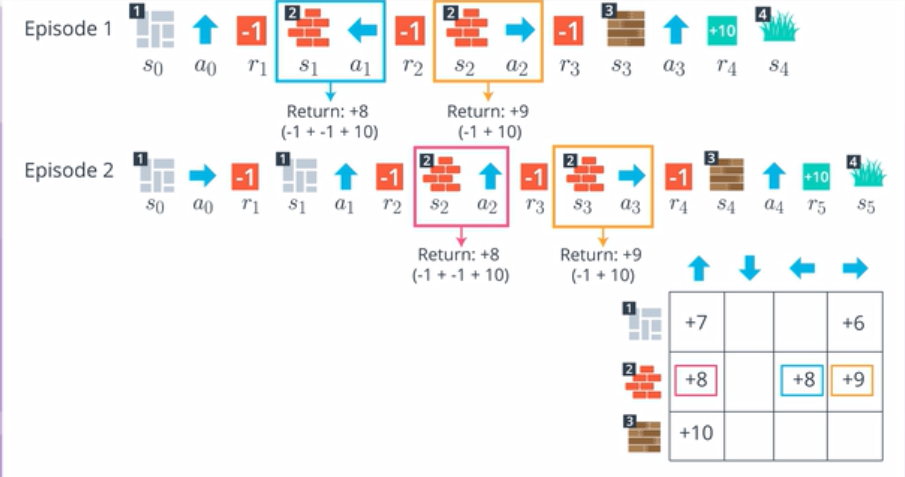 Episode 1
1 -1 2 -1 2 -1 3 +10 4
s0 a0 r1 s1 a1 r2 s2 a2 r3 s3 a3 r4 s4
Return: +8 Return: +9
(-1 + -1 + 10) (-1 + 10)
Episode 2
1 -1 1 -1 2 -1 2 -1 3 +10 4
s0 a0 r1 s1 a1 r2 s2 a2 r3 s3 a3 r4 s4 a4 r5 s5
Return: +8 Return: +9
(-1 + -1 + 10) (-1 + 10)
1 +7 +6
2 +8 +8 +9
3 +10